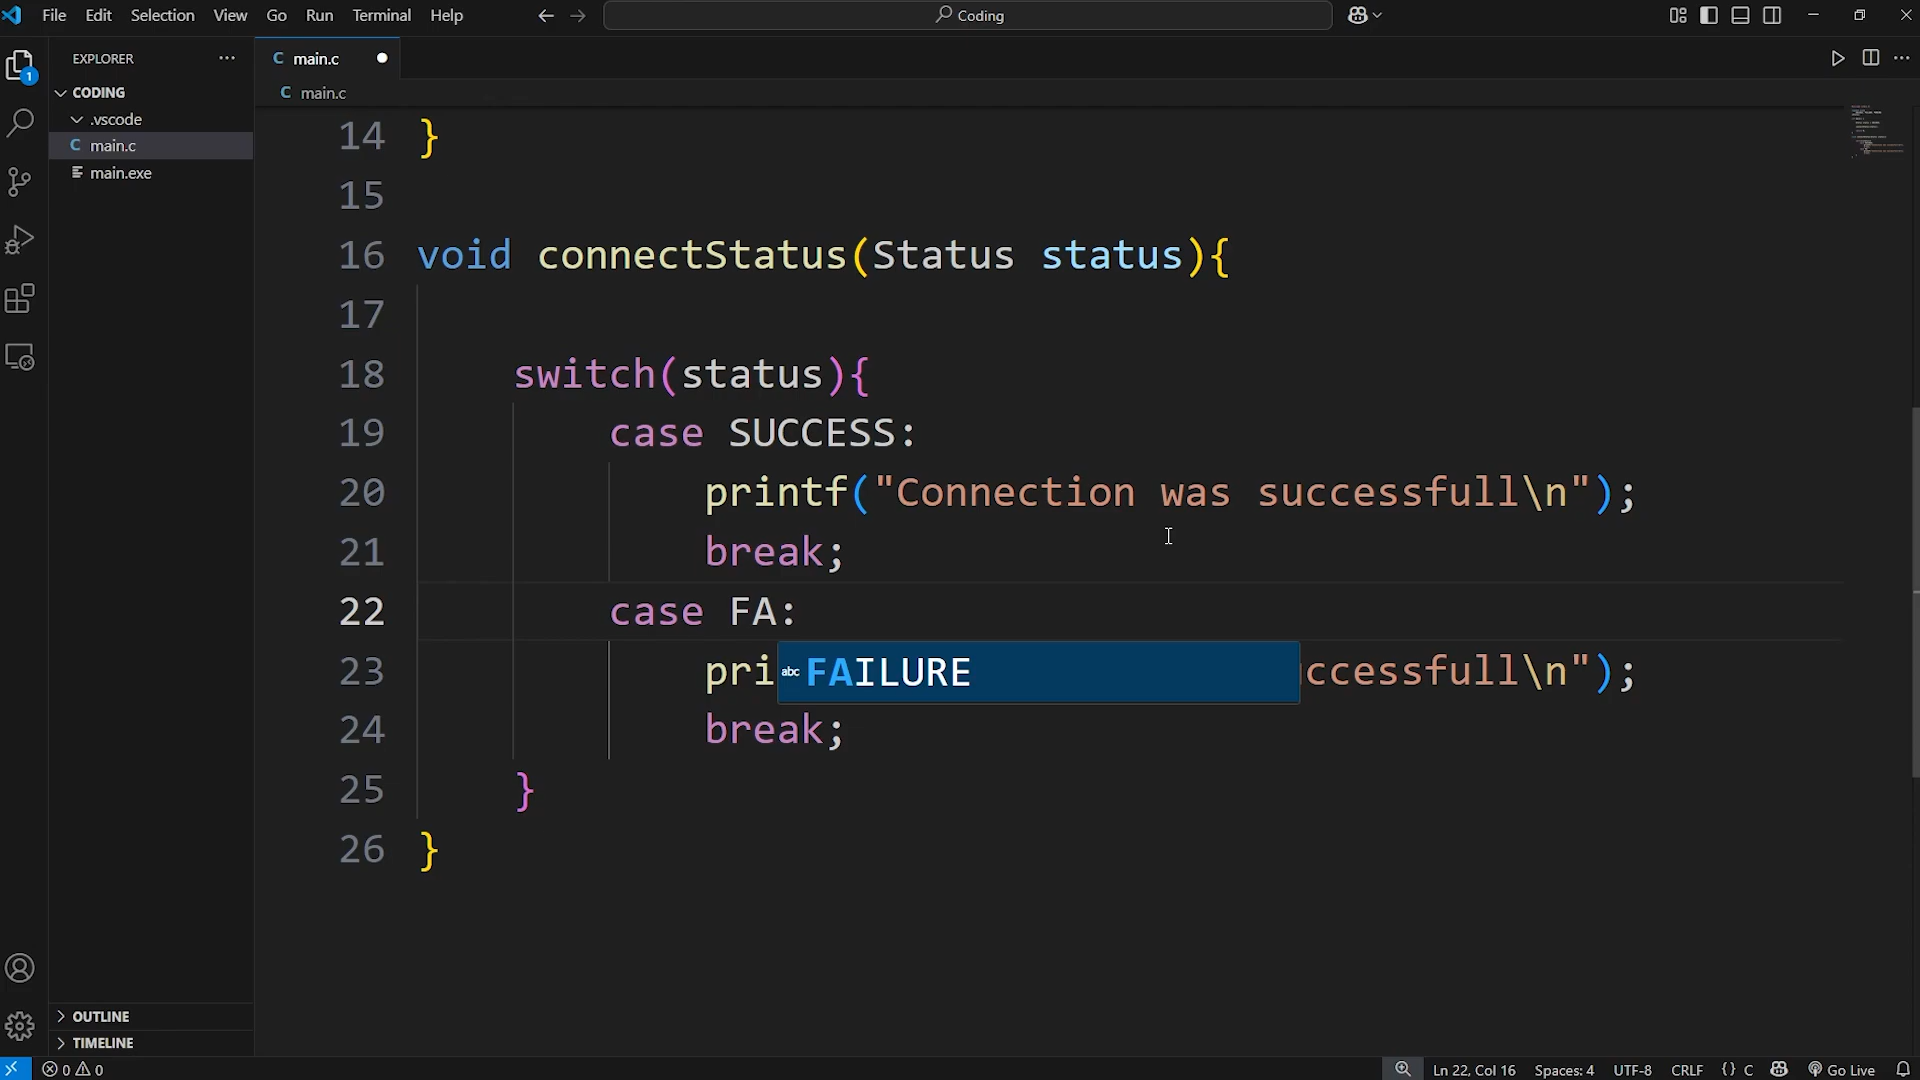 File Edit Selection View Go Run Terminal Help
Coding
EXPLORER
CODING
.vscode
C main.c
main.exe
1
C main.c
C main.c
14 }
15
16 void connectStatus(Status status){
17
18 switch(status){
19 case SUCCESS:
20 printf("Connection was successfull\n");
21 break;
22 case FA:
abc FAILURE
23 pri uccessfull\n");
24 break;
25 }
26 }
OUTLINE
TIMELINE
0 0
Ln 22, Col 16 Spaces: 4 UTF-8 CRLF {} C Go Live